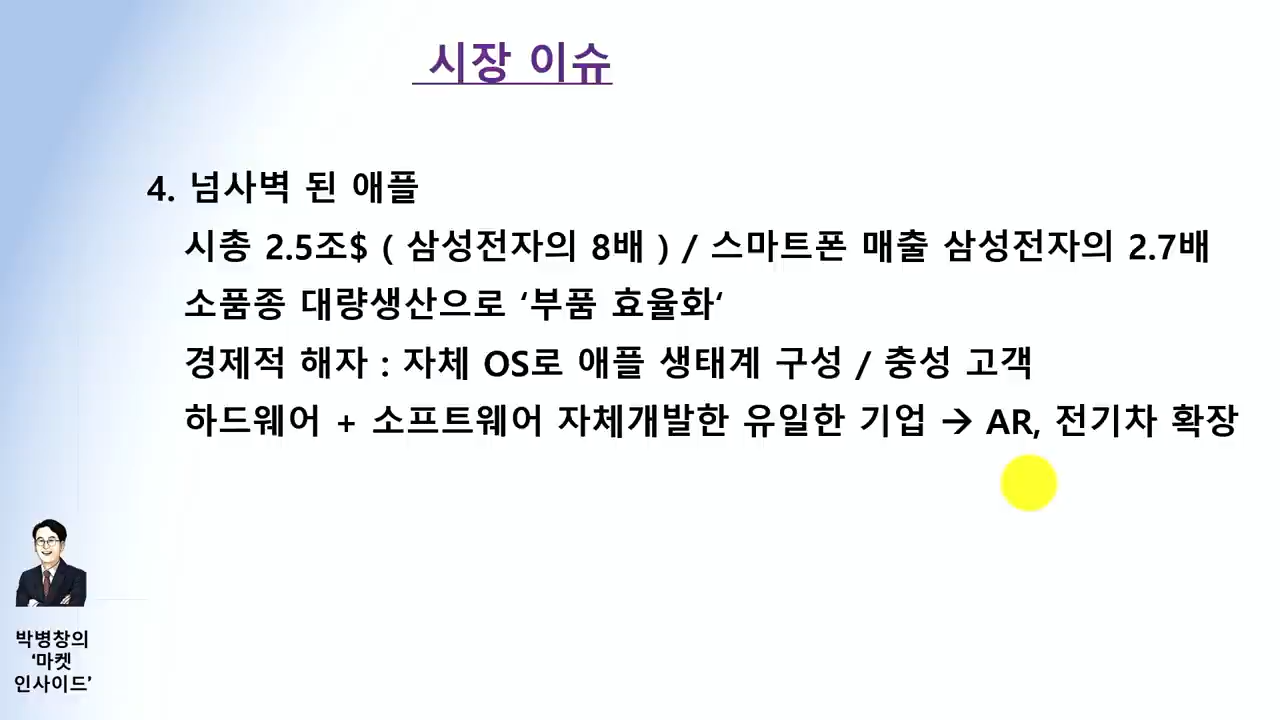 시장 이슈
4. 넘사벽 된 애플
시총 2.5조$ ( 삼성전자의 8배 ) / 스마트폰 매출 삼성전자의 2.7배
소품종 대량생산으로 ‘부품 효율화‘
경제적 해자 : 자체 OS로 애플 생태계 구성 / 충성 고객
하드웨어 + 소프트웨어 자체개발한 유일한 기업 → AR, 전기차 확장
박병창의
‘마켓
인사이드’